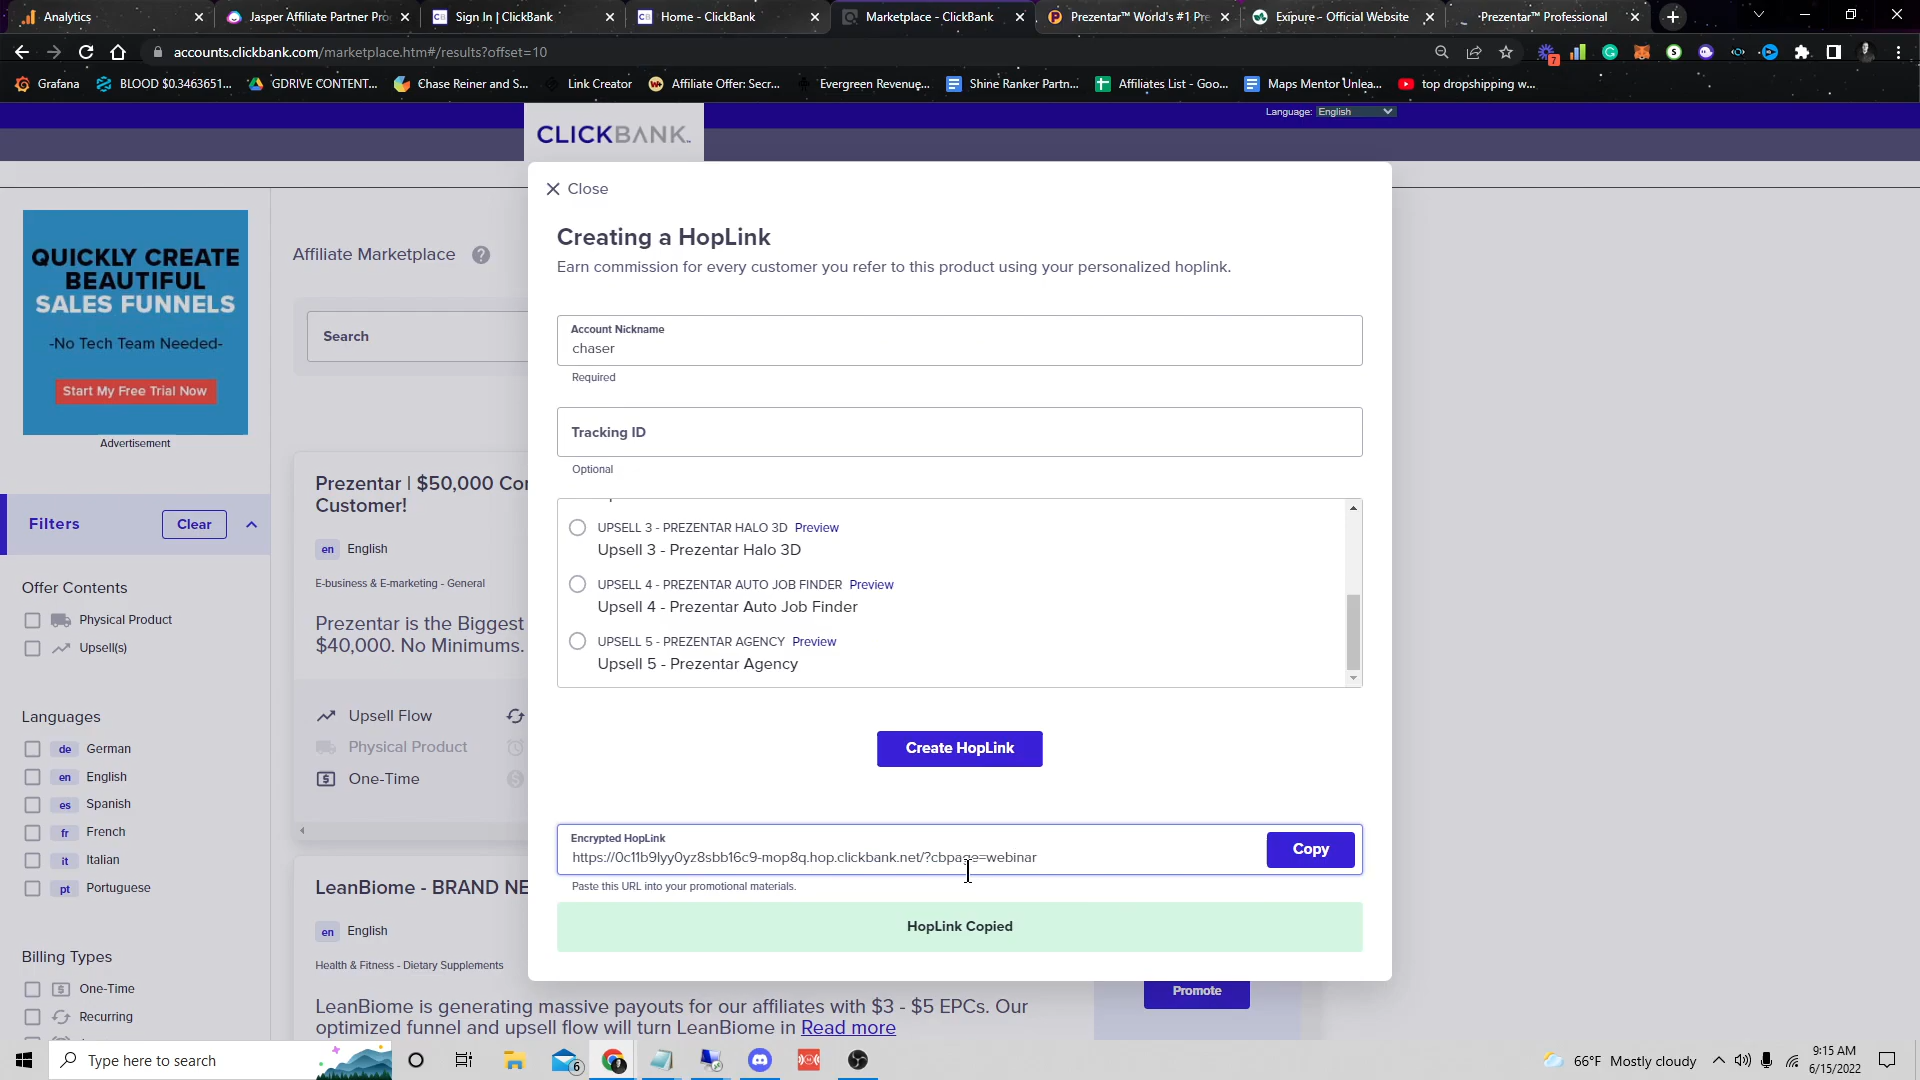 Analytics
Jasper Affiliate Partner Pro
Sign In | ClickBank
Home - ClickBank
Marketplace - ClickBank
Prezentar™ World's #1 Pre
Exipure - Official Website
Prezentar™ Professional
accounts.clickbank.com/marketplace.htm#/results?offset=10
7
Grafana
BLOOD $0.3463651...
GDRIVE CONTENT...
Chase Reiner and S...
Link Creator
Affiliate Offer: Secr...
Evergreen Revenue...
Shine Ranker Partn...
Affiliates List - Goo...
Maps Mentor Unlea...
top dropshipping w...
Language: English
CLICKBANK
Close
QUICKLY CREATE
BEAUTIFUL
SALES FUNNELS
-No Tech Team Needed-
Start My Free Trial Now
Advertisement
Filters
Clear
Offer Contents
Physical Product
Upsell(s)
Languages
de German
en English
es Spanish
fr French
it Italian
pt Portuguese
Billing Types
One-Time
Recurring
Affiliate Marketplace
Search
Prezentar | $50,000 Con
Customer!
en English
E-business & E-marketing - General
Prezentar is the Biggest
$40,000. No Minimums.
Upsell Flow
Physical Product
One-Time
LeanBiome - BRAND NE
en English
Health & Fitness - Dietary Supplements
LeanBiome is generating massive payouts for our affiliates with $3 - $5 EPCs. Our
optimized funnel and upsell flow will turn LeanBiome in Read more
Promote
Creating a HopLink
Earn commission for every customer you refer to this product using your personalized hoplink.
Account Nickname
chaser
Required
Tracking ID
Optional
UPSELL 3 - PREZENTAR HALO 3D Preview
Upsell 3 - Prezentar Halo 3D
UPSELL 4 - PREZENTAR AUTO JOB FINDER Preview
Upsell 4 - Prezentar Auto Job Finder
UPSELL 5 - PREZENTAR AGENCY Preview
Upsell 5 - Prezentar Agency
Create HopLink
Encrypted HopLink
https://0c11b9lyy0yz8sbb16c9-mop8q.hop.clickbank.net/?cbpage=webinar
Copy
Paste this URL into your promotional materials.
HopLink Copied
Type here to search
6
66°F Mostly cloudy
9:15 AM
6/15/2022